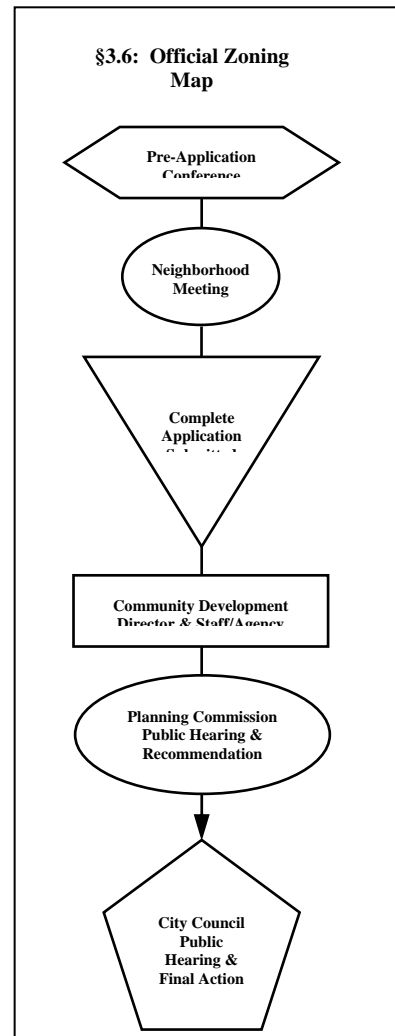 §3.6: Official Zoning
Map
Pre-Application
Conference
Neighborhood
Meeting
Complete
Application
Submitted
Community Development
Director & Staff/Agency
Planning Commission
Public Hearing &
Recommendation
City Council
Public
Hearing &
Final Action